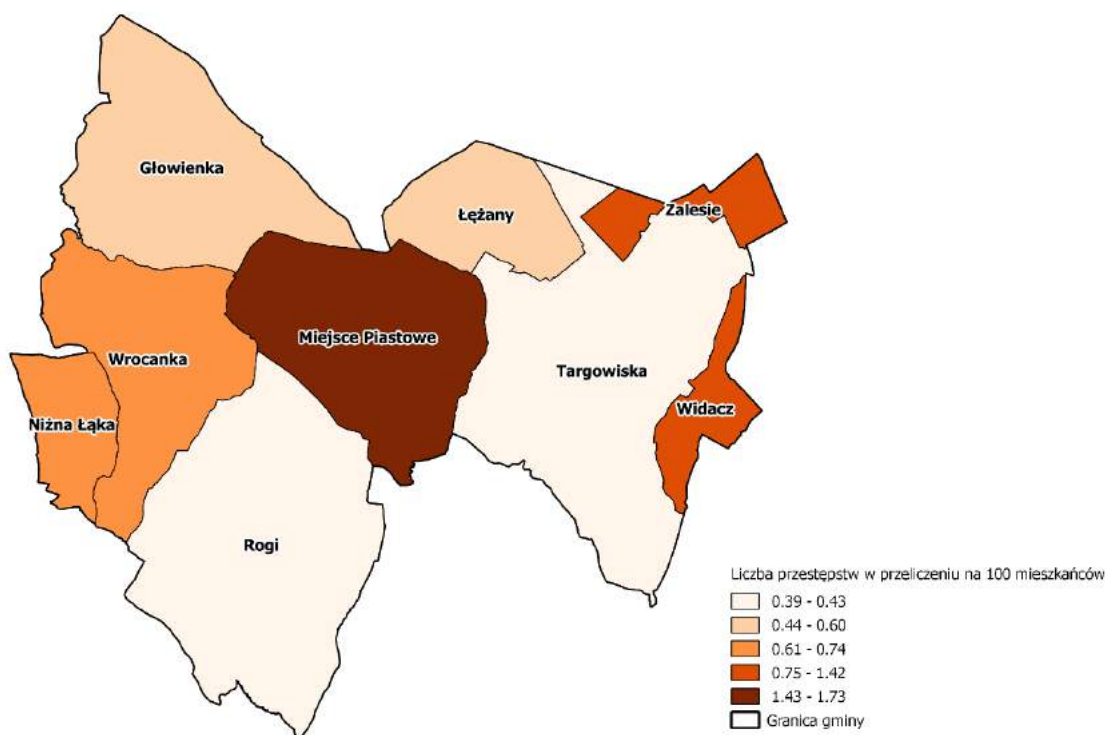 Głowienka
Łężany
Zalesie
Miejsce Piastowe
Wrocanka
Targowiska
Niżna Łąka
Widacz
Rogi
Liczba przestępstw w przeliczeniu na 100 mieszkańców
0.39 - 0.43
0.44 - 0.60
0.61 - 0.74
0.75 - 1.42
1.43 - 1.73
Granica gminy